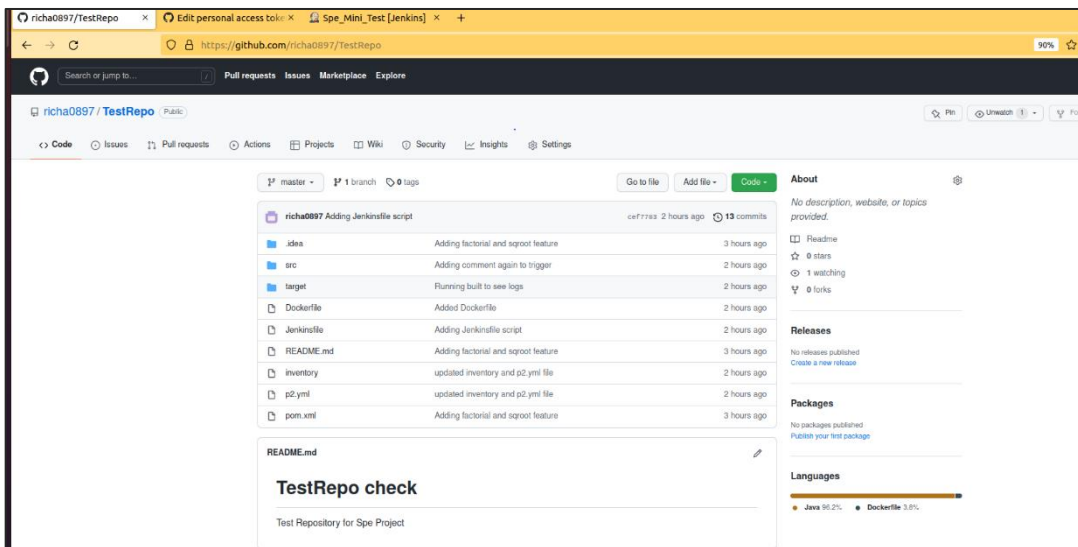 richa0897/TestRepo × Edit personal access toke × Spe_Mini_Test [Jenkins] × +
https://github.com/richa0897/TestRepo 90%
Search or jump to... / Pull requests Issues Marketplace Explore
richa0897 / TestRepo Public Pin Unwatch 1 Fo
Code Issues Pull requests Actions Projects Wiki Security Insights Settings
master 1 branch 0 tags Go to file Add file Code
richa0897 Adding Jenkinsfile script 2 hours ago 13 commits
.idea Adding factorial and sqroot feature 3 hours ago
src Adding comment again to trigger 2 hours ago
target Running built to see logs 2 hours ago
Dockerfile Added Dockerfile 2 hours ago
Jenkinsfile Adding Jenkinsfile script 2 hours ago
README.md Adding factorial and sqroot feature 3 hours ago
inventory updated inventory and p2.yml file 2 hours ago
p2.yml updated inventory and p2.yml file 2 hours ago
pom.xml Adding factorial and sqroot feature 3 hours ago
README.md
TestRepo check
Test Repository for Spe Project
About
No description, website, or topics
provided.
Readme
0 stars
1 watching
0 forks
Releases
No releases published
Create a new release
Packages
No packages published
Publish your first package
Languages
Java 96.2% Dockerfile 3.8%